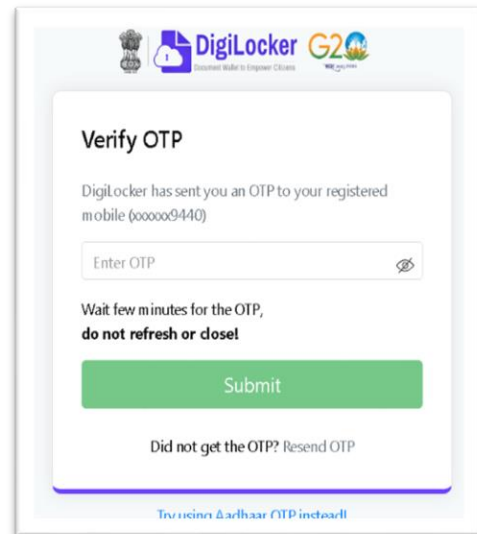 DigiLocker G20
Document Wallet to Empower Citizens
Verify OTP
DigiLocker has sent you an OTP to your registered
mobile (xxxxxx9440)
Enter OTP
Wait few minutes for the OTP,
do not refresh or close!
Submit
Did not get the OTP? Resend OTP
Try using Aadhaar OTP instead!